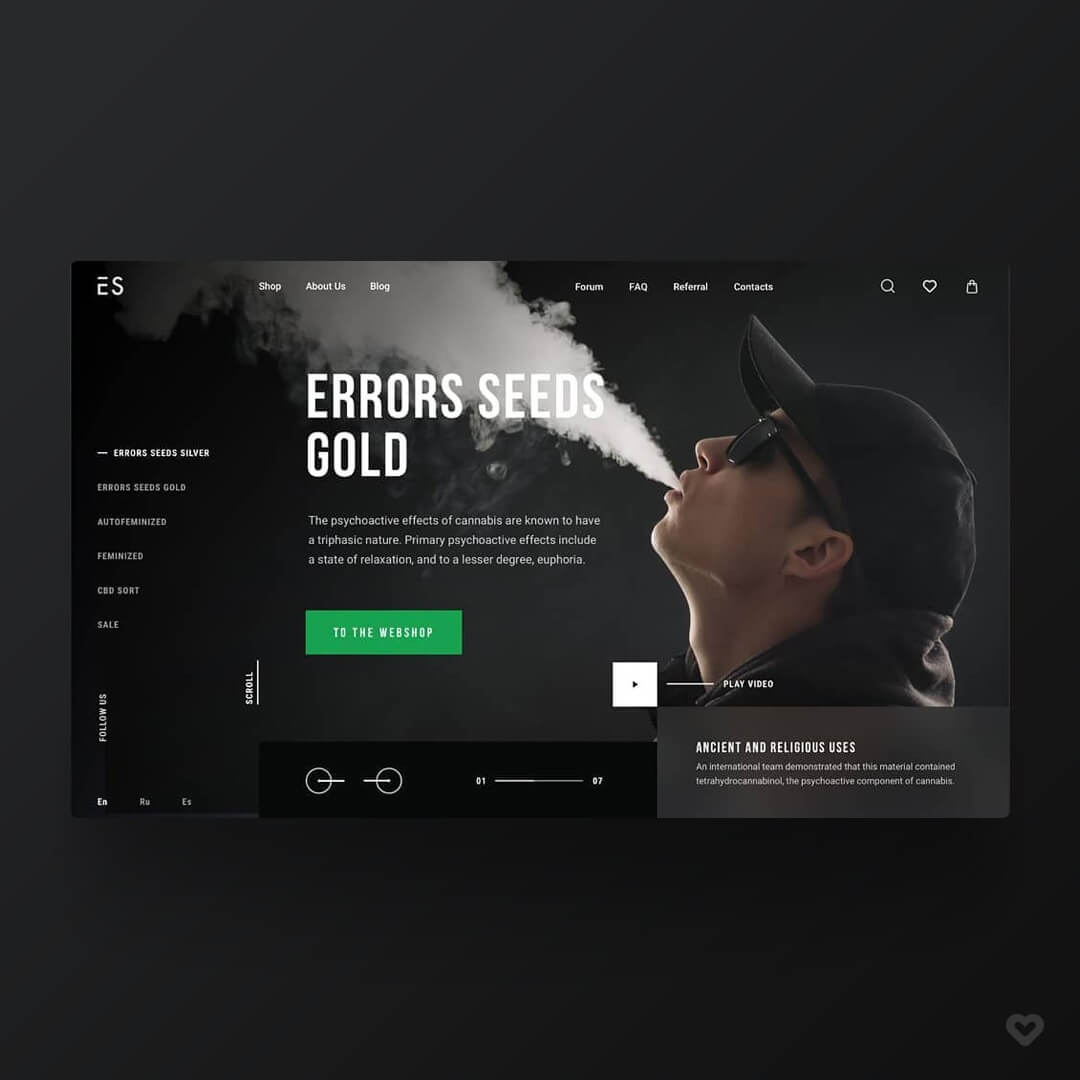 ES
Shop
About Us
Blog
Forum
FAQ
Referral
Contacts
ERRORS SEEDS
GOLD
ERRORS SEEDS SILVER
ERRORS SEEDS GOLD
AUTOFEMINIZED
FEMINIZED
CBD SORT
SALE
The psychoactive effects of cannabis are known to have
a triphasic nature. Primary psychoactive effects include
a state of relaxation, and to a lesser degree, euphoria.
TO THE WEBSHOP
SCROLL
FOLLOW US
PLAY VIDEO
ANCIENT AND RELIGIOUS USES
An international team demonstrated that this material contained
tetrahydrocannabinol, the psychoactive component of cannabis.
01
07
En
Ru
Es